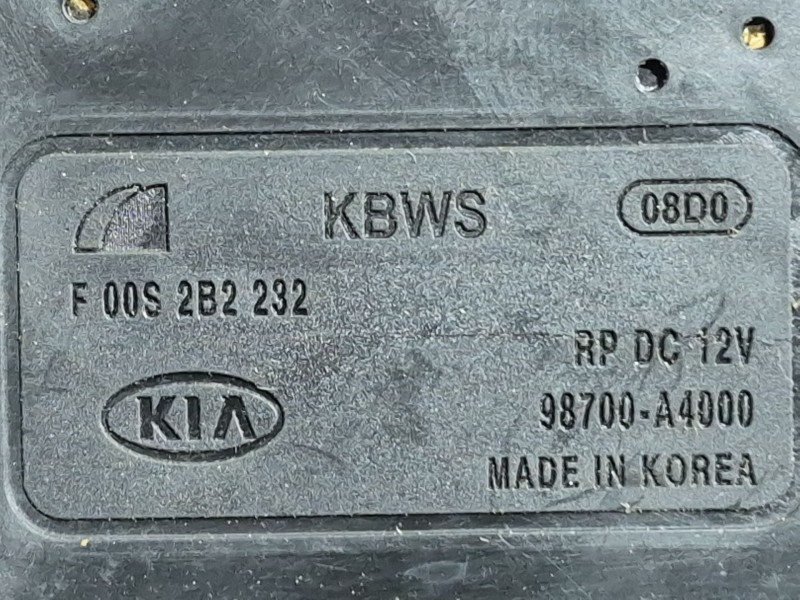 KBWS 08D0
F 00S 2B2 232
RP DC 12V
KIA 98700-A4000
MADE IN KOREA